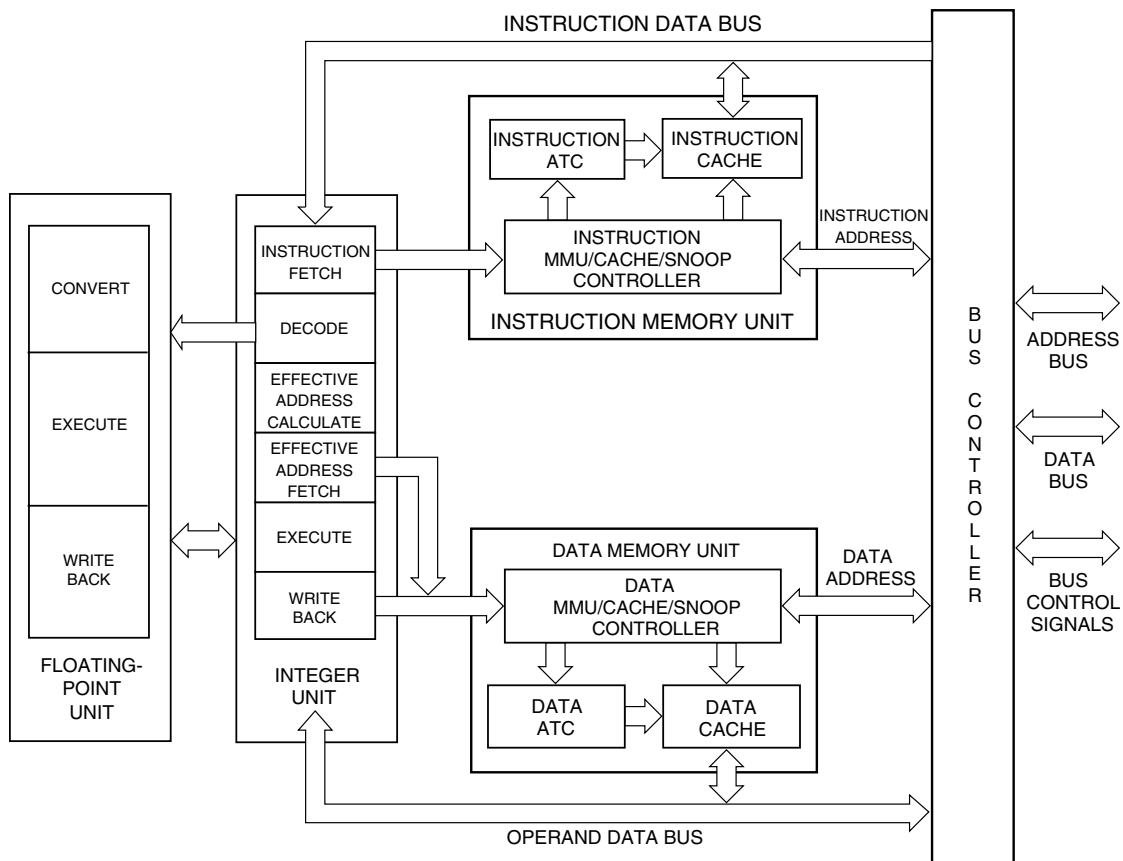 INSTRUCTION DATA BUS
INSTRUCTION
ATC
INSTRUCTION
CACHE
INSTRUCTION
MMU/CACHE/SNOOP
CONTROLLER
INSTRUCTION MEMORY UNIT
INSTRUCTION
ADDRESS
CONVERT
EXECUTE
WRITE
BACK
FLOATING-
POINT
UNIT
INSTRUCTION
FETCH
DECODE
EFFECTIVE
ADDRESS
CALCULATE
EFFECTIVE
ADDRESS
FETCH
EXECUTE
WRITE
BACK
INTEGER
UNIT
DATA MEMORY UNIT
DATA
MMU/CACHE/SNOOP
CONTROLLER
DATA
ATC
DATA
CACHE
DATA
ADDRESS
OPERAND DATA BUS
BUS CONTROLLER
ADDRESS
BUS
DATA
BUS
BUS
CONTROL
SIGNALS